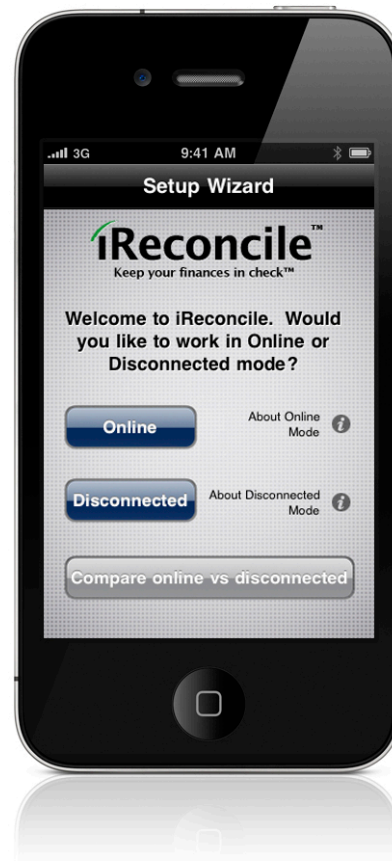 3G 9:41 AM
Setup Wizard
iReconcile™
Keep your finances in check™
Welcome to iReconcile. Would
you like to work in Online or
Disconnected mode?
Online
About Online
Mode
Disconnected
About Disconnected
Mode
Compare online vs disconnected